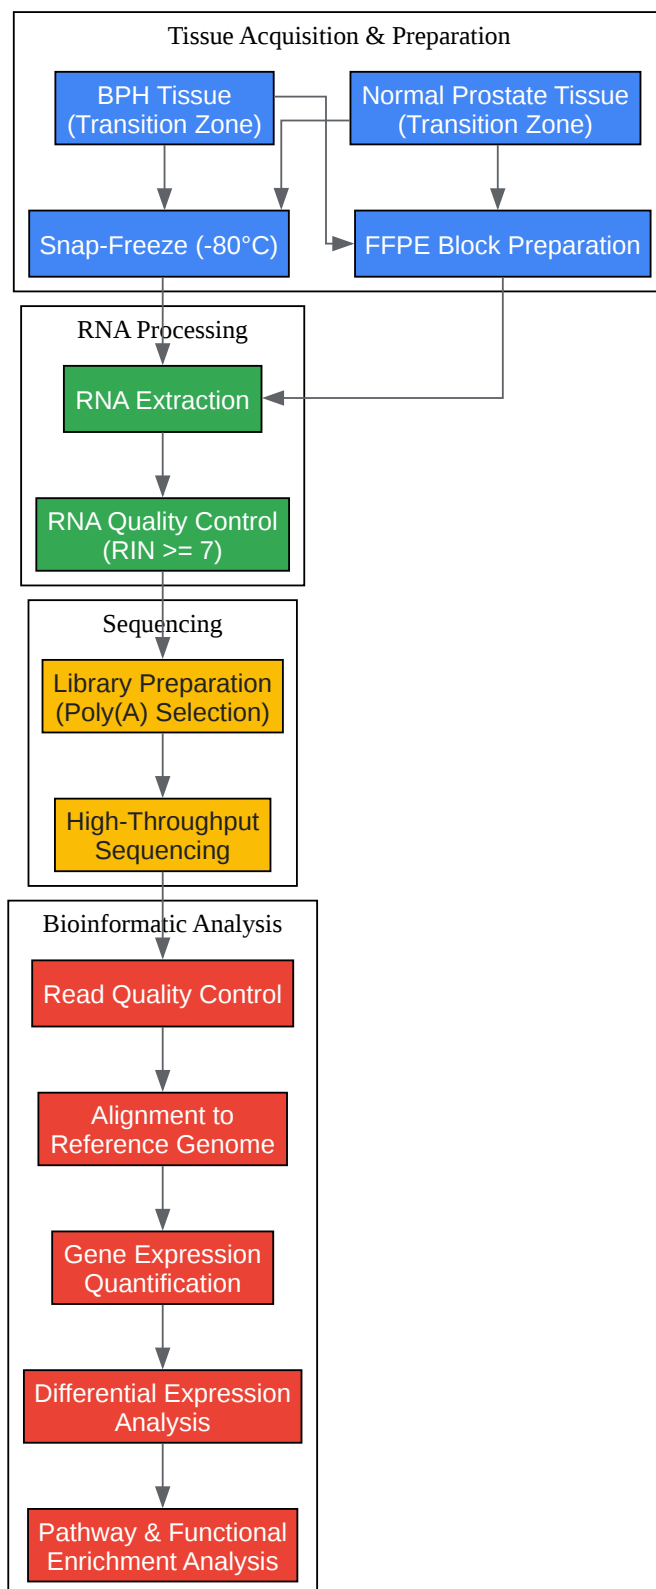 Tissue Acquisition & Preparation
BPH Tissue
(Transition Zone)
Normal Prostate Tissue
(Transition Zone)
Snap-Freeze (-80°C)
FFPE Block Preparation
RNA Processing
RNA Extraction
RNA Quality Control
(RIN >= 7)
Sequencing
Library Preparation
(Poly(A) Selection)
High-Throughput
Sequencing
Bioinformatic Analysis
Read Quality Control
Alignment to
Reference Genome
Gene Expression
Quantification
Differential Expression
Analysis
Pathway & Functional
Enrichment Analysis